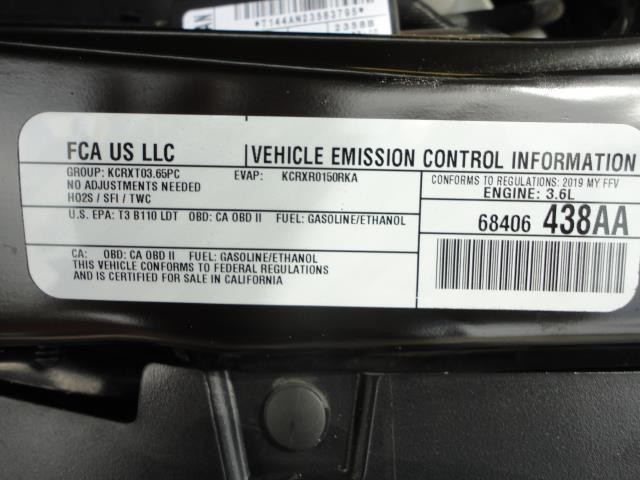 *T144AN23583795*
2358B
FCA US LLC
VEHICLE EMISSION CONTROL INFORMATION
GROUP: KCRXT03.65PC EVAP: KCRXR0150RKA
NO ADJUSTMENTS NEEDED
HO2S / SFI / TWC
CONFORMS TO REGULATIONS: 2019 MY FFV
ENGINE: 3.6L
U.S. EPA: T3 B110 LDT OBD: CA OBD II FUEL: GASOLINE/ETHANOL
68406 438AA
CA: OBD: CA OBD II FUEL: GASOLINE/ETHANOL
THIS VEHICLE CONFORMS TO FEDERAL REGULATIONS
AND IS CERTIFIED FOR SALE IN CALIFORNIA